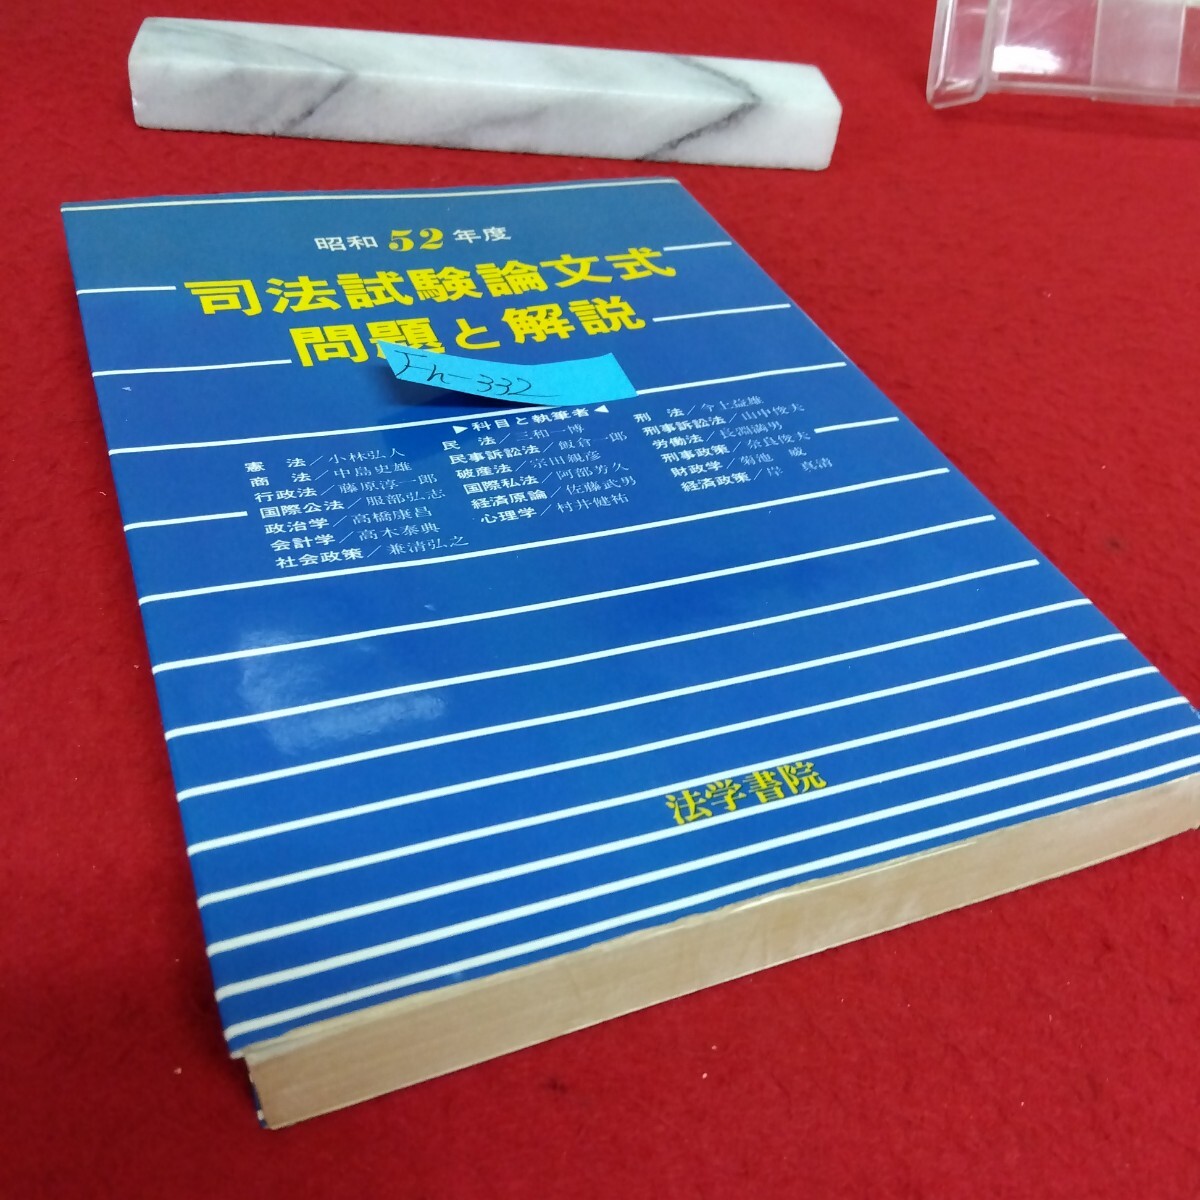 昭和52年度
司法試験論文式
問題と解説
Fh-332
▶科目と執筆者◀
憲法/小林弘人
商法/中島史雄
行政法/藤原淳一郎
国際公法/服部弘志
政治学/高橋康昌
会計学/高木泰典
社会政策/兼清弘之
民法/三和一博
民事訴訟法/飯倉一郎
破産法/宗田親彦
国際私法/阿部芳久
経済原論/佐藤武男
心理学/村井健祐
刑法/今上益雄
刑事訴訟法/山中俊夫
労働法/長淵満男
刑事政策/奈良俊夫
財政学/菊池威
経済政策/岸真清
法学書院